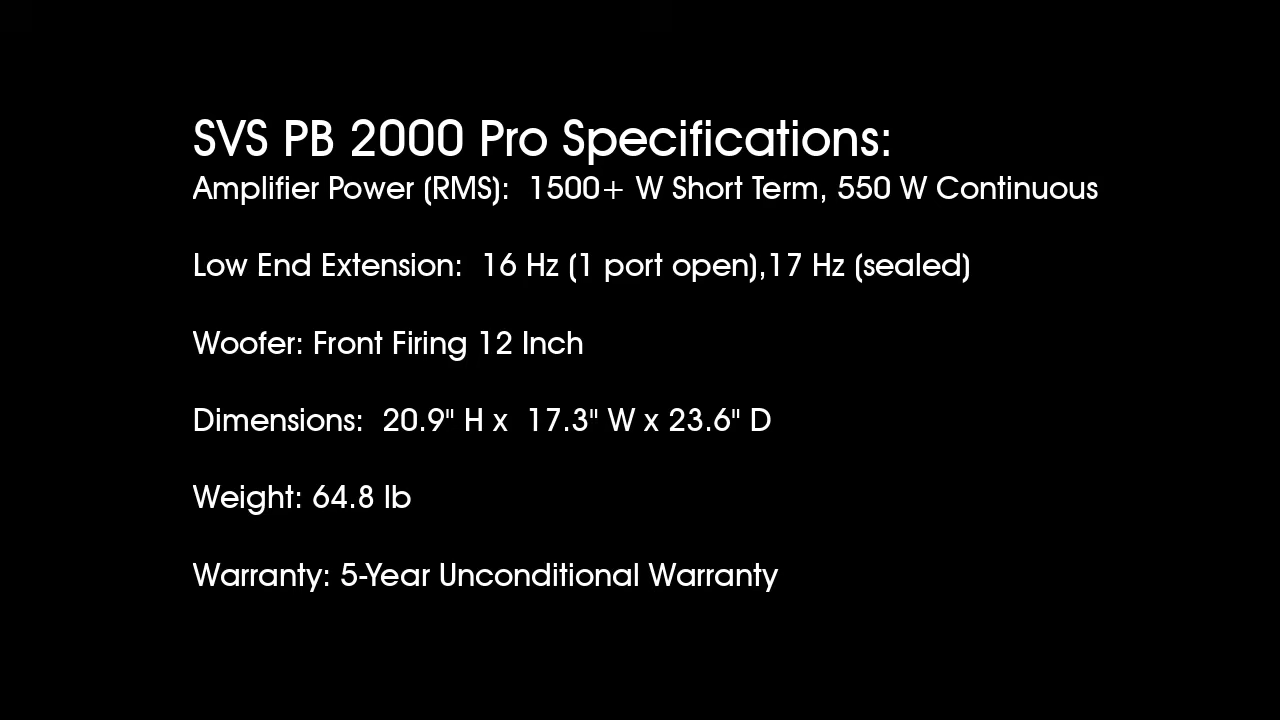 SVS PB 2000 Pro Specifications:
Amplifier Power (RMS):  1500+ W Short Term, 550 W Continuous
Low End Extension:  16 Hz (1 port open),17 Hz (sealed)
Woofer: Front Firing 12 Inch
Dimensions:  20.9" H x  17.3" W x 23.6" D
Weight: 64.8 lb
Warranty: 5-Year Unconditional Warranty